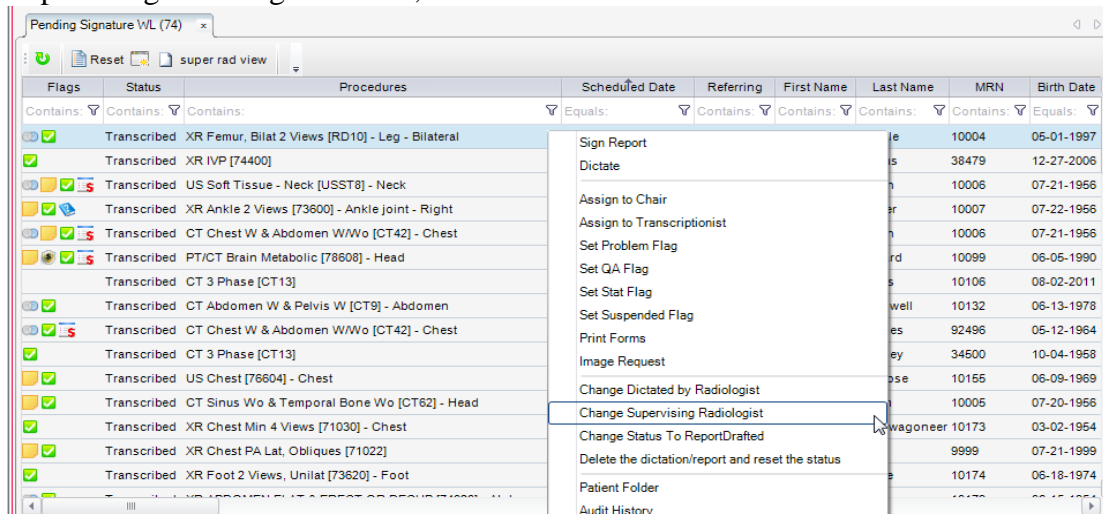 Pending Signature WL (74) x
Reset super rad view
Flags Status Procedures Scheduled Date Referring First Name Last Name MRN Birth Date
Contains: Contains: Contains: Equals: Contains: Contains: Contains: Contains: Equals:
Transcribed XR Femur, Bilat 2 Views [RD10] - Leg - Bilateral 10004 05-01-1997
Transcribed XR IVP [74400] 38479 12-27-2006
Transcribed US Soft Tissue - Neck [USST8] - Neck 10006 07-21-1956
Transcribed XR Ankle 2 Views [73600] - Ankle joint - Right 10007 07-22-1956
Transcribed CT Chest W & Abdomen W/Wo [CT42] - Chest 10006 07-21-1956
Transcribed PT/CT Brain Metabolic [78608] - Head rd 10099 06-05-1990
Transcribed CT 3 Phase [CT13] 10106 08-02-2011
Transcribed CT Abdomen W & Pelvis W [CT9] - Abdomen well 10132 06-13-1978
Transcribed CT Chest W & Abdomen W/Wo [CT42] - Chest es 92496 05-12-1964
Transcribed CT 3 Phase [CT13] ey 34500 10-04-1958
Transcribed US Chest [76604] - Chest ose 10155 06-09-1969
Transcribed CT Sinus Wo & Temporal Bone Wo [CT62] - Head 10005 07-20-1956
Transcribed XR Chest Min 4 Views [71030] - Chest wagoneer 10173 03-02-1954
Transcribed XR Chest PA Lat, Obliques [71022] 9999 07-21-1999
Transcribed XR Foot 2 Views, Unilat [73620] - Foot 10174 06-18-1974
Sign Report
Dictate
Assign to Chair
Assign to Transcriptionist
Set Problem Flag
Set QA Flag
Set Stat Flag
Set Suspended Flag
Print Forms
Image Request
Change Dictated by Radiologist
Change Supervising Radiologist
Change Status To ReportDrafted
Delete the dictation/report and reset the status
Patient Folder
Audit History